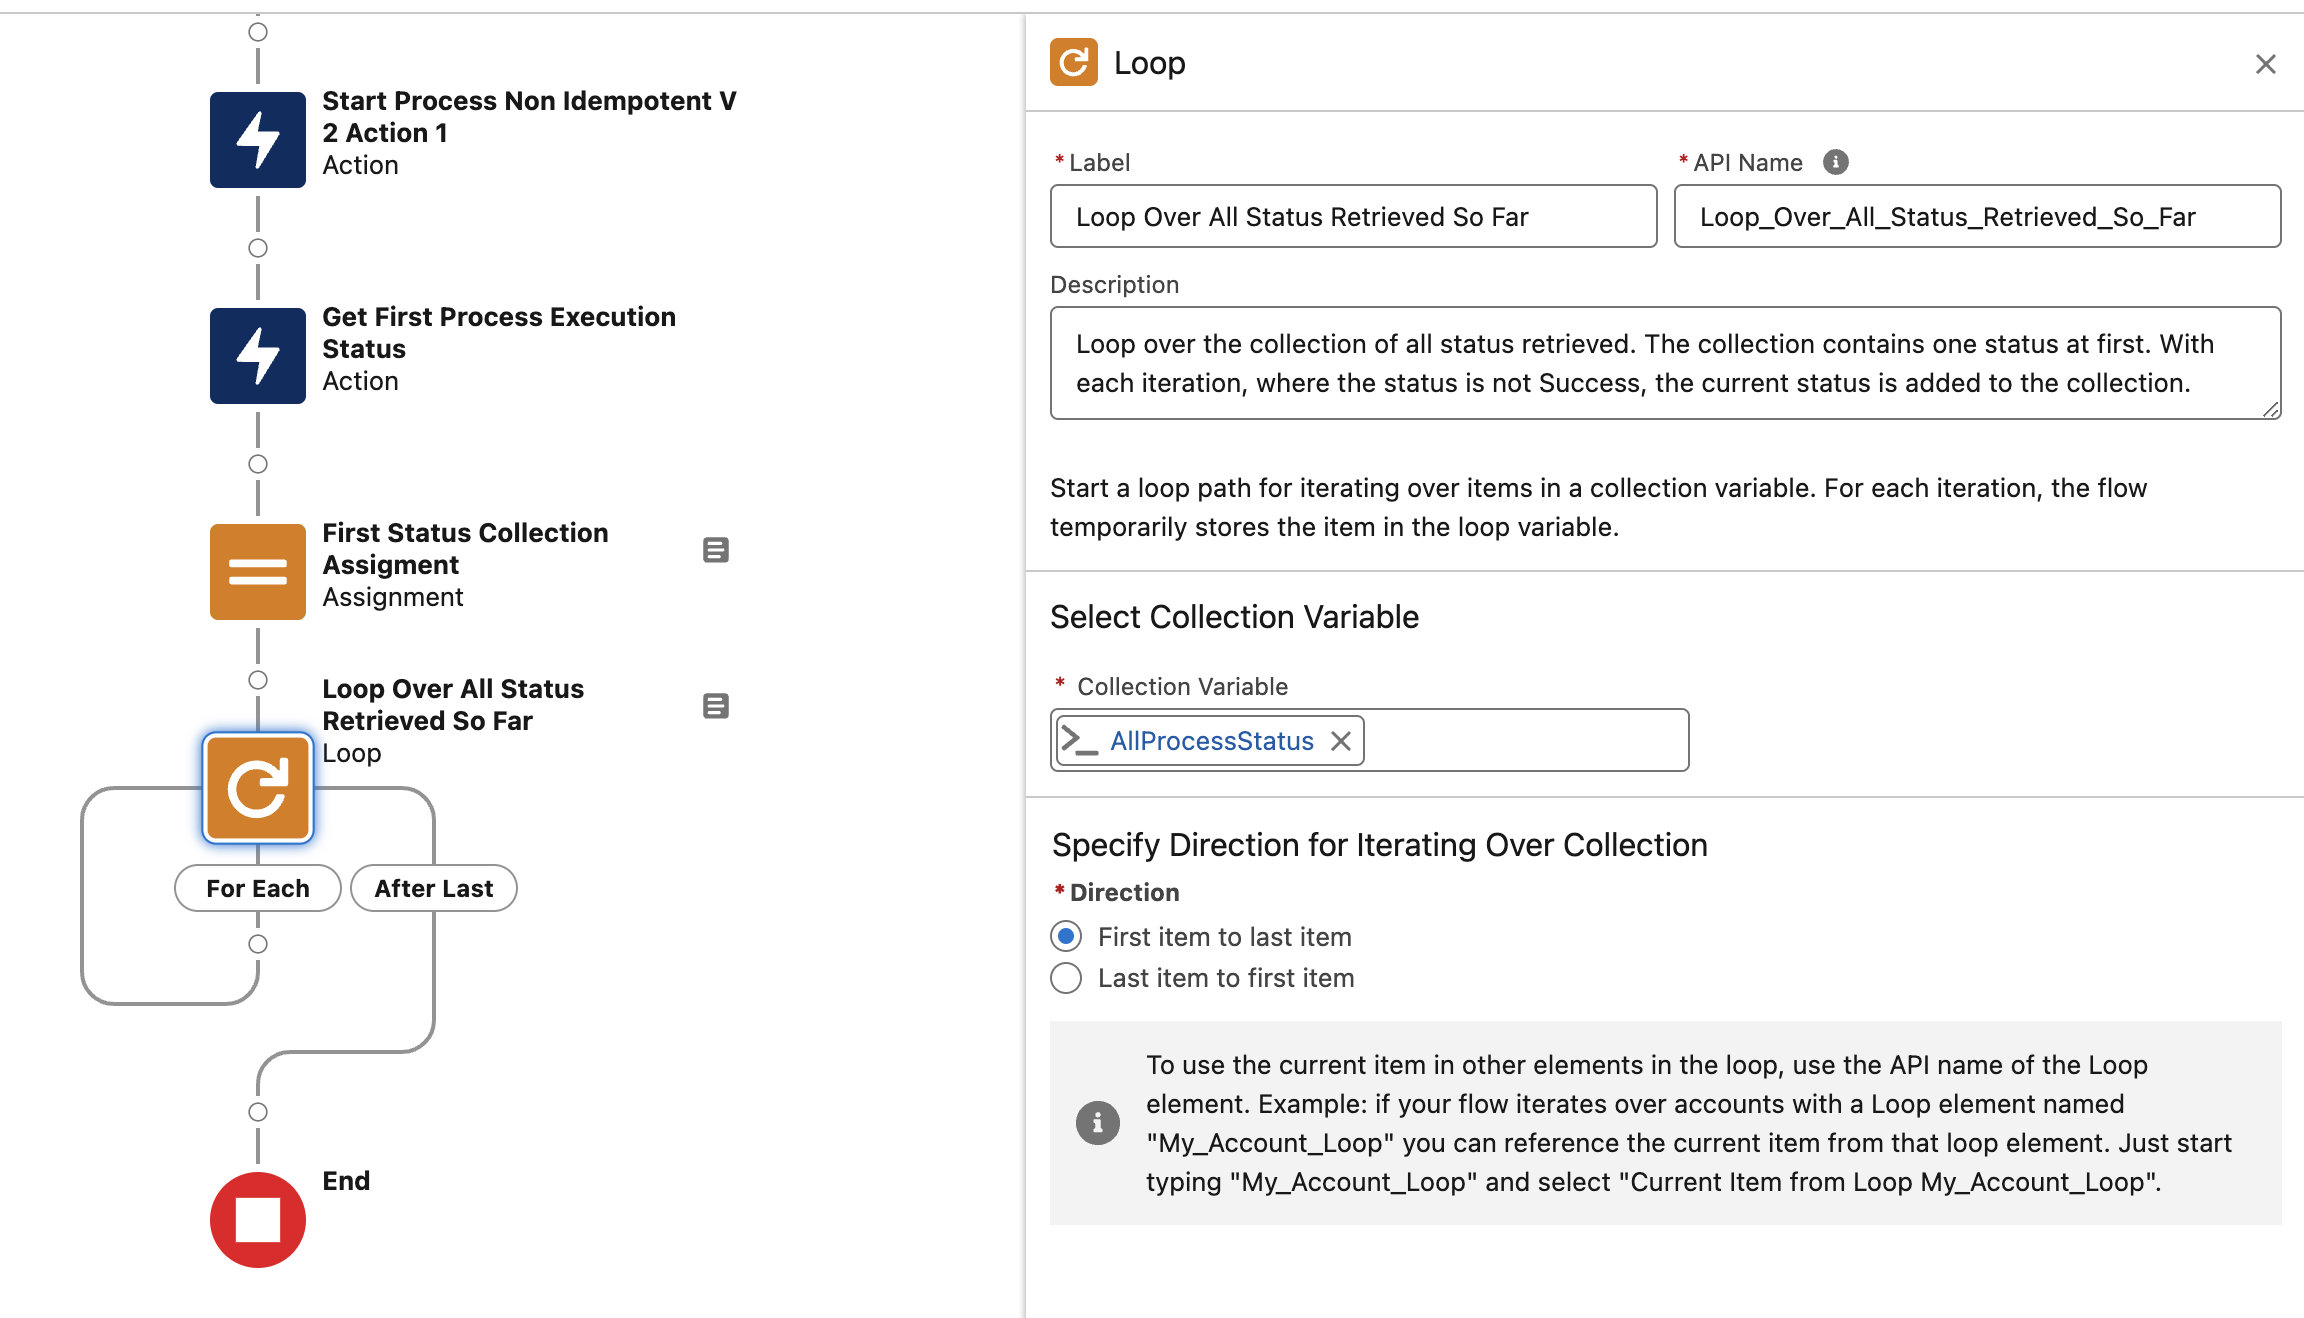 Start Process Non Idempotent V
2 Action 1
Action
Get First Process Execution
Status
Action
First Status Collection
Assigment
Assignment
Loop Over All Status
Retrieved So Far
Loop
For Each
After Last
End
Loop
* Label
* API Name
Loop Over All Status Retrieved So Far
Loop_Over_All_Status_Retrieved_So_Far
Description
Loop over the collection of all status retrieved. The collection contains one status at first. With
each iteration, where the status is not Success, the current status is added to the collection.
Start a loop path for iterating over items in a collection variable. For each iteration, the flow
temporarily stores the item in the loop variable.
Select Collection Variable
* Collection Variable
AllProcessStatus
Specify Direction for Iterating Over Collection
* Direction
First item to last item
Last item to first item
To use the current item in other elements in the loop, use the API name of the Loop
element. Example: if your flow iterates over accounts with a Loop element named
"My_Account_Loop" you can reference the current item from that loop element. Just start
typing "My_Account_Loop" and select "Current Item from Loop My_Account_Loop".